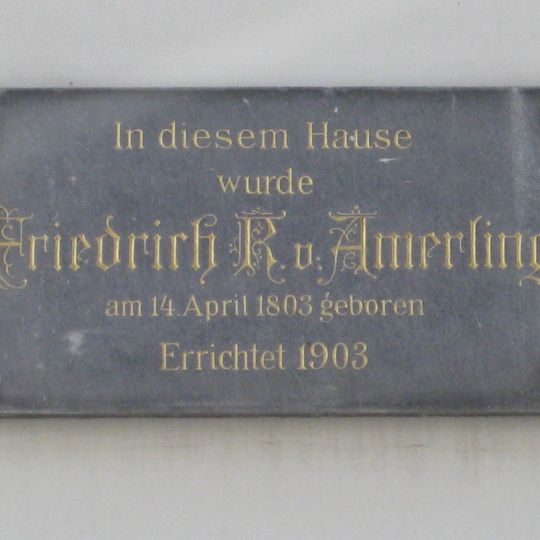 In diesem Hause
wurde
Friedrich R. v. Amerling
am 14. April 1803 geboren
Errichtet 1903